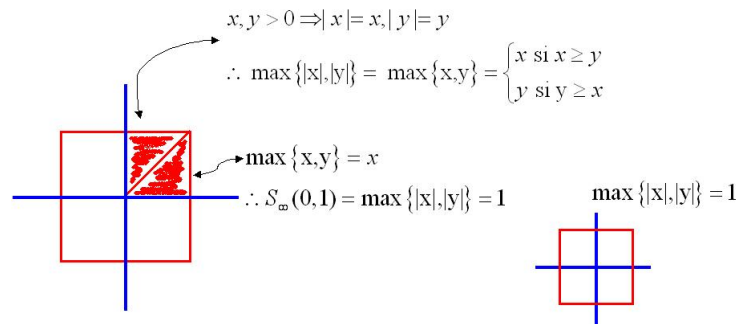 x, y > 0 ⇒| x |= x,| y |= y
∴ max{|x|,|y|} = max{x,y} = { x si x ≥ y
y si y ≥ x
max{x,y} = x
∴ S∞(0,1) = max{|x|,|y|} = 1
max{|x|,|y|} = 1